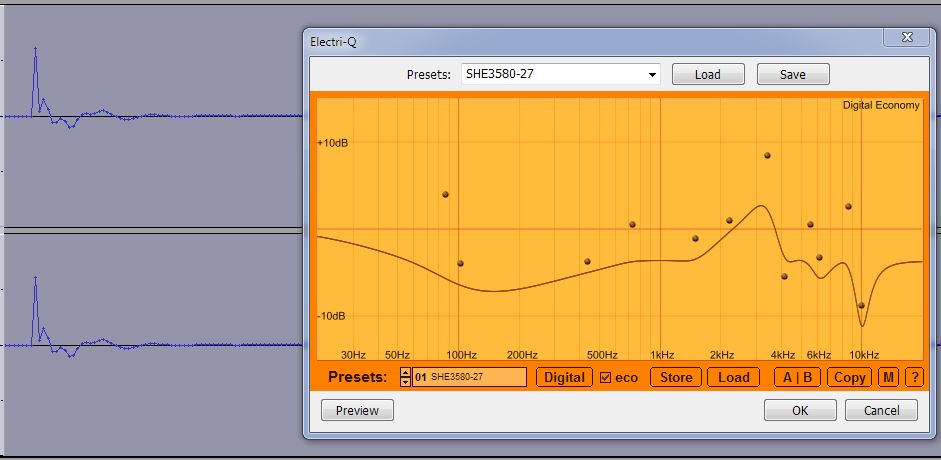 Electri-Q
Presets: SHE3580-27 Load Save
Digital Economy
+10dB
-10dB
30Hz 50Hz 100Hz 200Hz 500Hz 1kHz 2kHz 4kHz 6kHz 10kHz
Presets: 01 SHE3580-27 Digital eco Store Load A | B Copy M ?
Preview OK Cancel